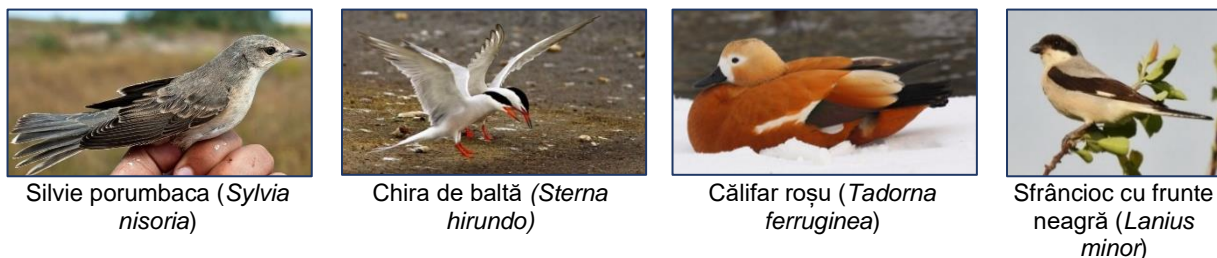 Silvie porumbaca (Sylvia
nisoria)
Chira de baltă (Sterna
hirundo)
Călifar roșu (Tadorna
ferruginea)
Sfrâncioc cu frunte
neagră (Lanius
minor)